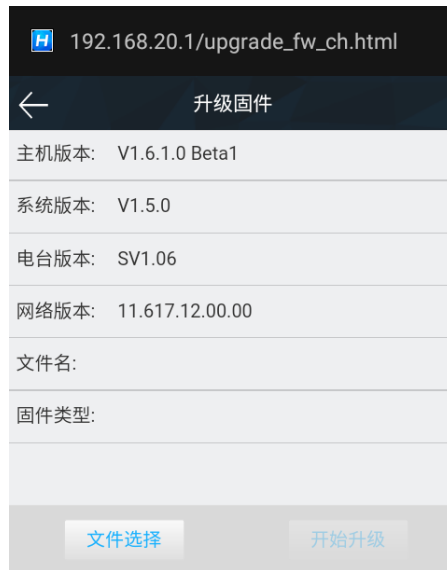 H 192.168.20.1/upgrade_fw_ch.html
升级固件
主机版本: V1.6.1.0 Beta1
系统版本: V1.5.0
电台版本: SV1.06
网络版本: 11.617.12.00.00
文件名:
固件类型:
文件选择 开始升级